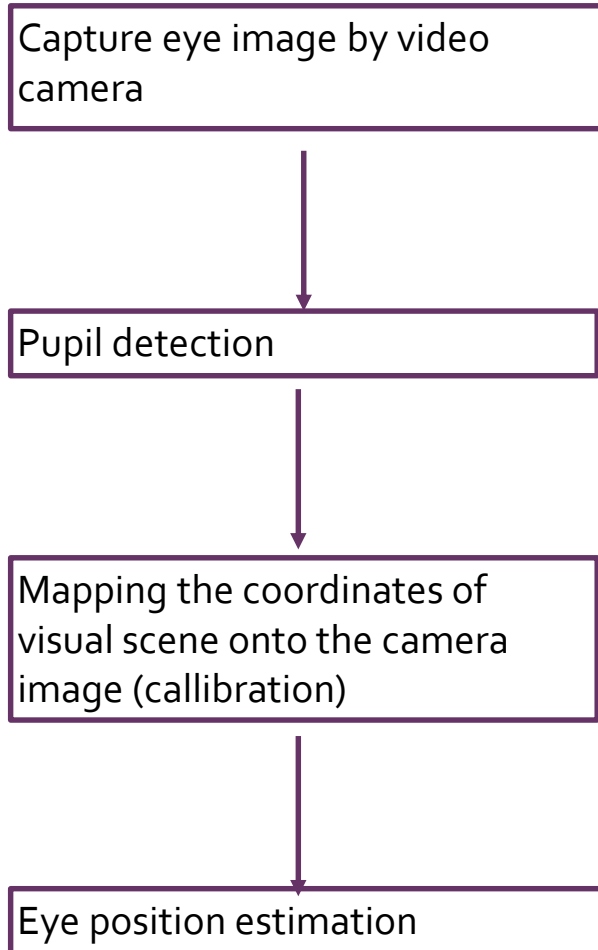 Capture eye image by video
camera
Pupil detection
Mapping the coordinates of
visual scene onto the camera
image (callibration)
Eye position estimation